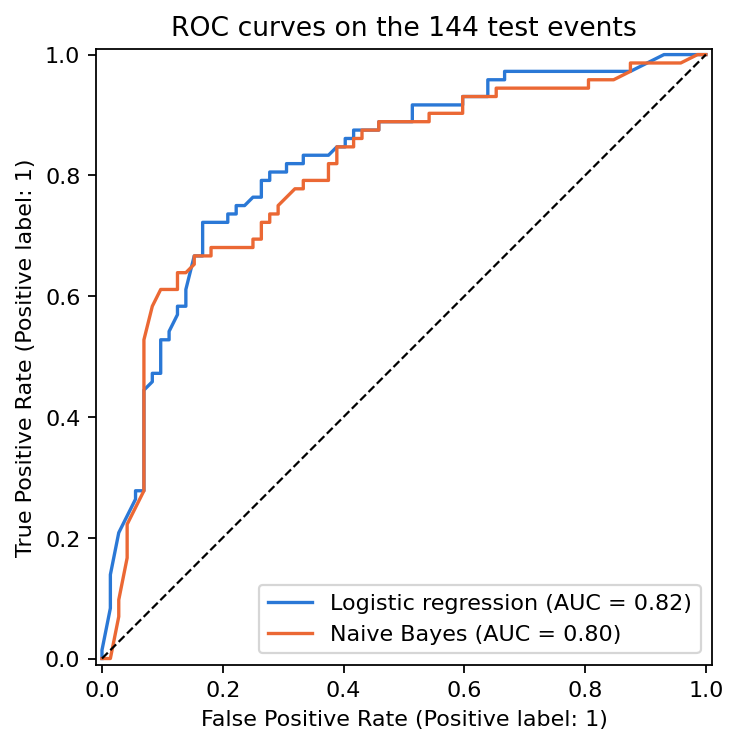 ROC curves on the 144 test events
1.0
0.8
0.6
0.4
0.2
0.0
True Positive Rate (Positive label: 1)
Logistic regression (AUC = 0.82)
Naive Bayes (AUC = 0.80)
0.0 0.2 0.4 0.6 0.8 1.0
False Positive Rate (Positive label: 1)